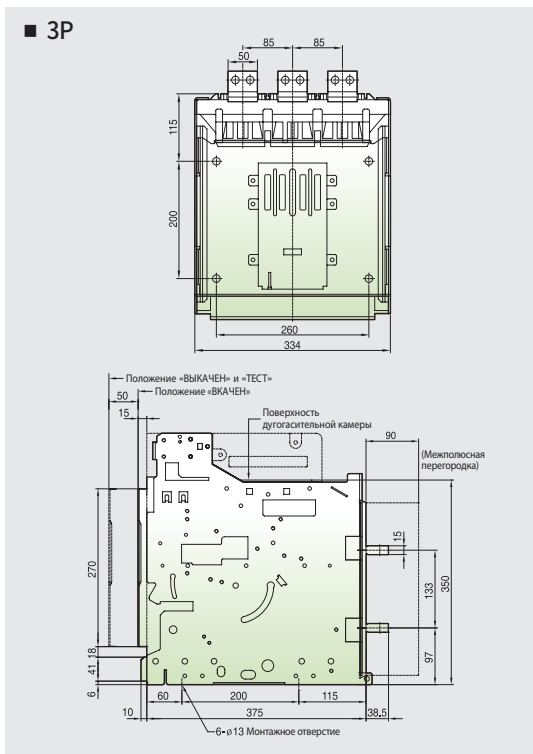 ■ 3P
85 85
50
115
200
260
334
Положение «ВЫКАЧЕН» и «ТЕСТ»
50 Положение «ВКАЧЕН»
15
Поверхность
дугогасительной камеры
90
(Межполюсная
перегородка)
15
270
133
350
18
97
41
6
60 200 115
10 375 38.5
6-ø13 Монтажное отверстие